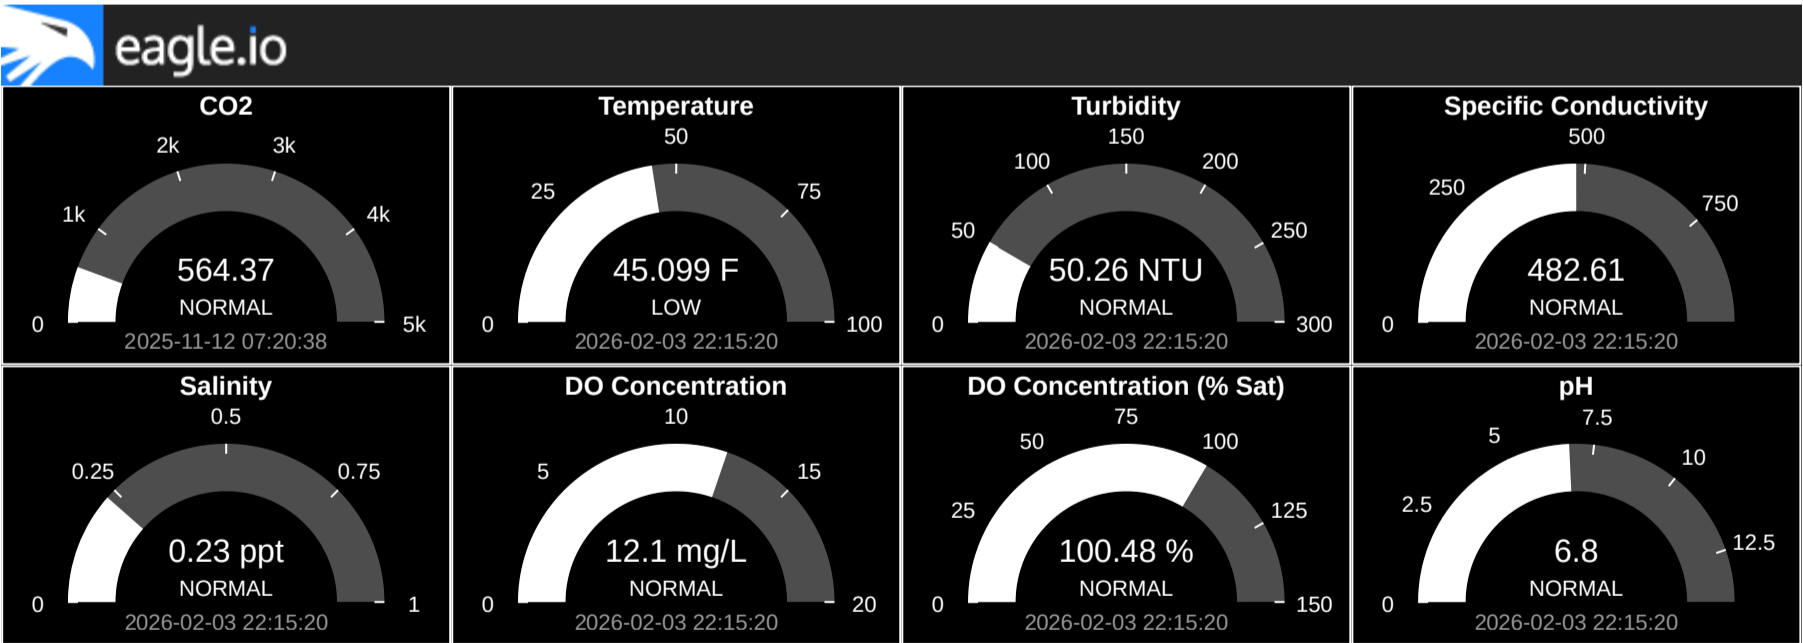 eagle.io
CO2
2k
3k
1k
4k
564.37
NORMAL
0
5k
2025-11-12 07:20:38
Temperature
50
25
75
45.099 F
LOW
0
100
2026-02-03 22:15:20
Turbidity
150
100
200
50
250
50.26 NTU
NORMAL
0
300
2026-02-03 22:15:20
Specific Conductivity
500
250
750
482.61
NORMAL
0
2026-02-03 22:15:20
Salinity
0.5
0.25
0.75
0.23 ppt
NORMAL
0
1
2026-02-03 22:15:20
DO Concentration
10
5
15
12.1 mg/L
NORMAL
0
20
2026-02-03 22:15:20
DO Concentration (% Sat)
75
50
100
25
125
100.48 %
NORMAL
0
150
2026-02-03 22:15:20
pH
7.5
5
10
2.5
12.5
6.8
NORMAL
0
2026-02-03 22:15:20